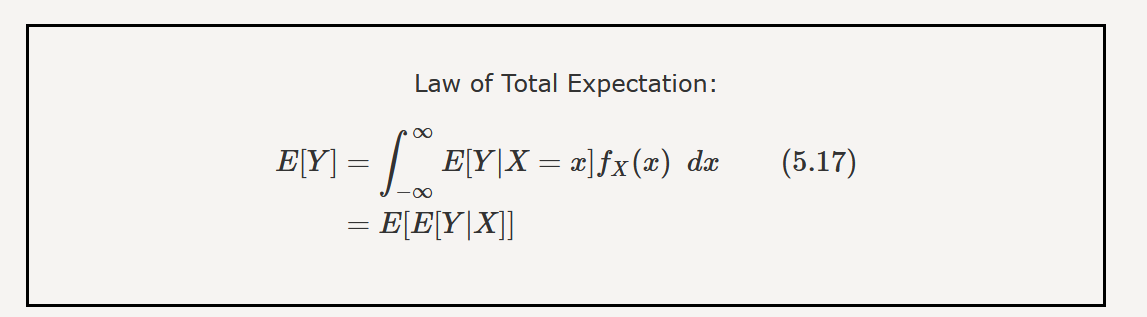 Law of Total Expectation:
E[Y] = ∫_{-∞}^{∞} E[Y|X = x]f_X(x) dx (5.17)
= E[E[Y|X]]